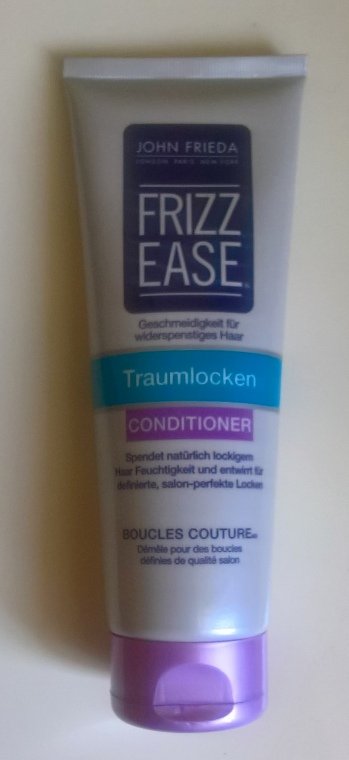 JOHN FRIEDA
LONDON PARIS NEW YORK
FRIZZ
EASE
Geschmeidigkeit für
widerspenstiges Haar
Traumlocken
CONDITIONER
Spendet natürlich lockigem
Haar Feuchtigkeit und entwirrt für
definierte, salon-perfekte Locken
BOUCLES COUTURE
Démêle pour des boucles
définies de qualité salon